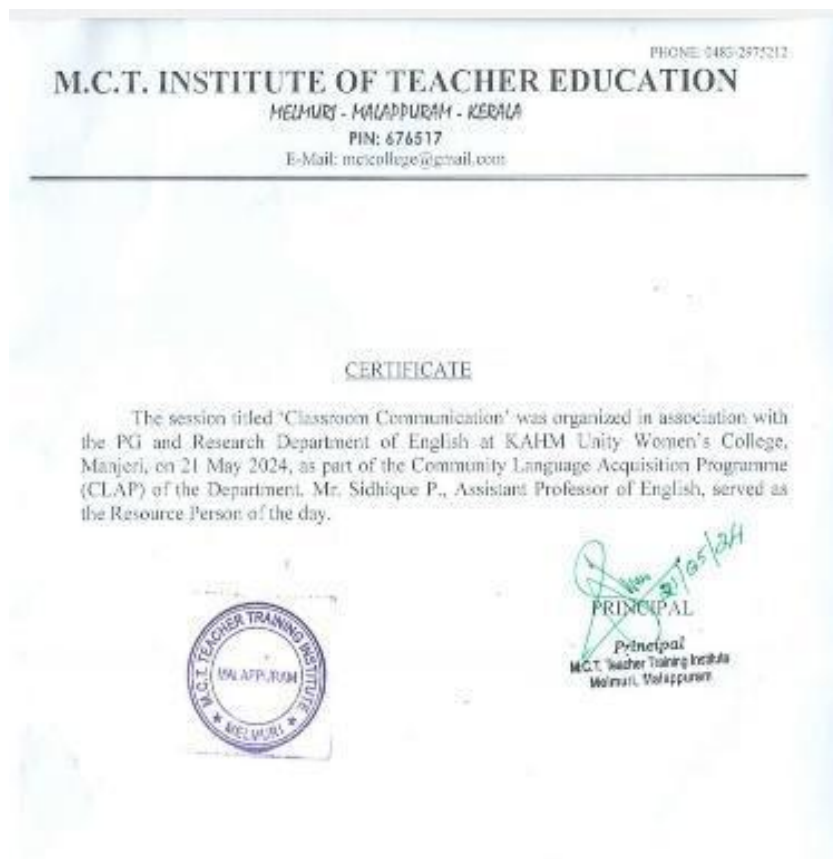 PHONE: 0483-2975212
M.C.T. INSTITUTE OF TEACHER EDUCATION
MELMURI - MALAPPURAM - KERALA
PIN: 676517
E-Mail: mctcollege@gmail.com
CERTIFICATE
The session titled 'Classroom Communication' was organized in association with
the PG and Research Department of English at KAHM Unity Women's College,
Manjeri, on 21 May 2024, as part of the Community Language Acquisition Programme
(CLAP) of the Department. Mr. Sidhique P., Assistant Professor of English, served as
the Resource Person of the day.
21/05/24
PRINCIPAL
Principal
M.C.T. Teacher Training Institute
Melmuri, Malappuram
M.C.T. TEACHER TRAINING INSTITUTE
MALAPPURAM
★ MELMURI ★